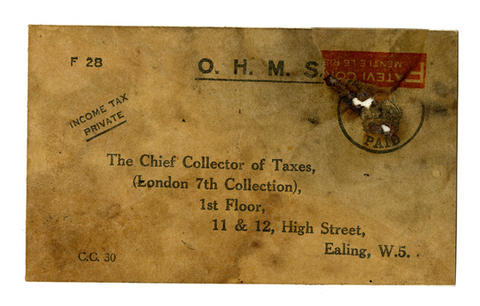 F 28
O. H. M. S.
FATEVI
INCOME TAX
PRIVATE
PAID
The Chief Collector of Taxes,
(London 7th Collection),
1st Floor,
11 & 12, High Street,
Ealing, W.5.
C.C. 30